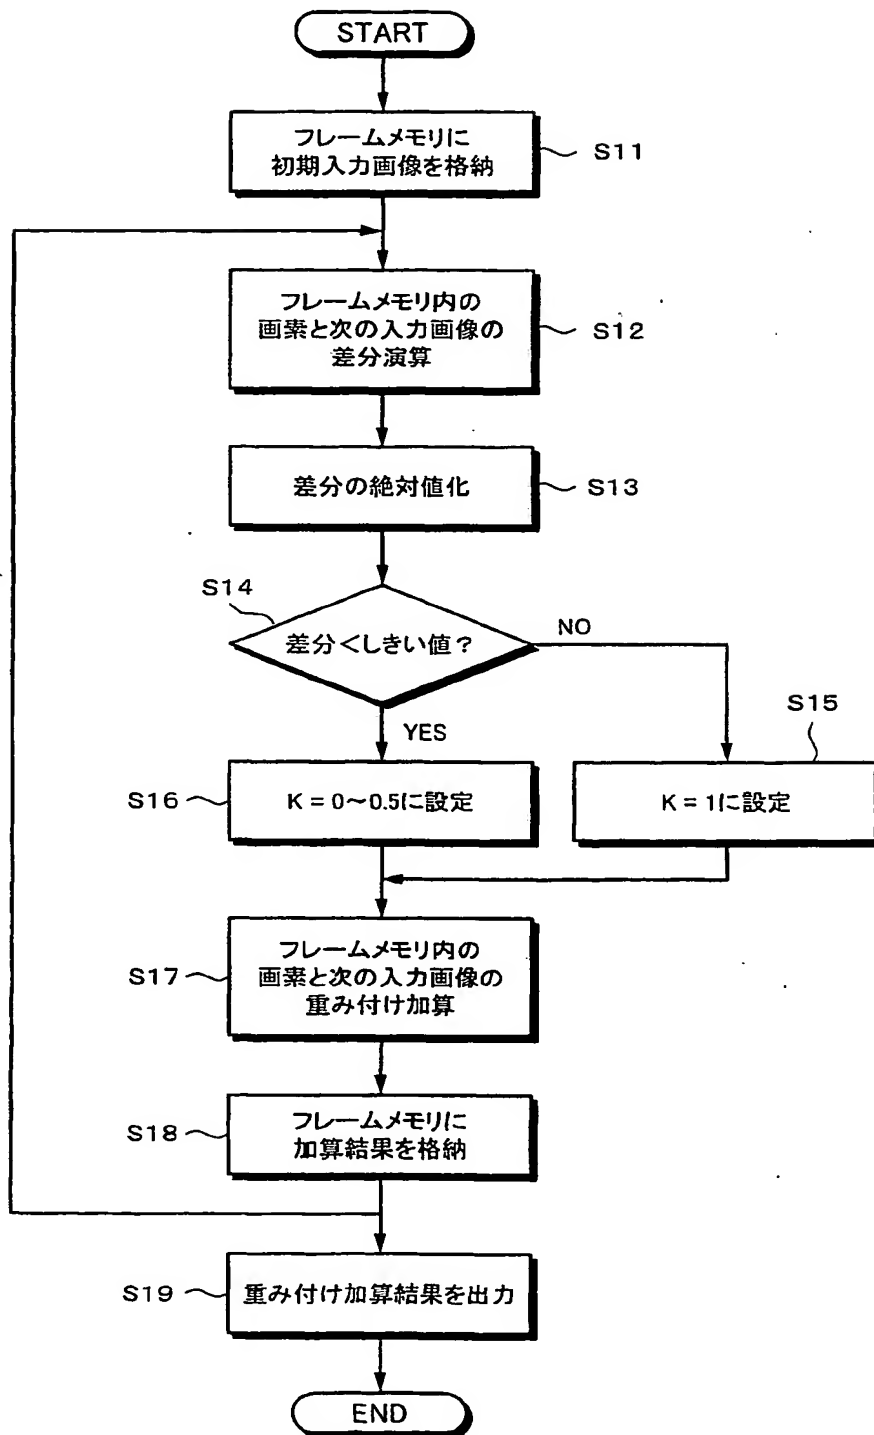 START
フレームメモリに
初期入力画像を格納
S11
フレームメモリ内の
画素と次の入力画像の
差分演算
S12
差分の絶対値化
S13
S14
差分＜しきい値？
NO
YES
S15
S16
K = 0～0.5に設定
K = 1に設定
フレームメモリ内の
画素と次の入力画像の
重み付け加算
S17
フレームメモリに
加算結果を格納
S18
S19
重み付け加算結果を出力
END